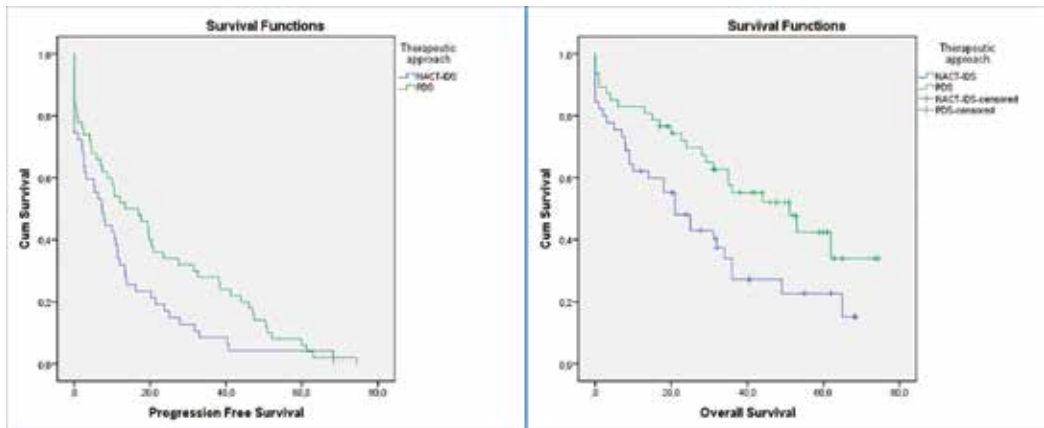 Survival Functions
Therapeutic
approach
NACT-IDS
PDS
1,0
0,8
0,6
0,4
0,2
0,0
Cum Survival
,0
20,0
40,0
60,0
80,0
Progression Free Survival
Survival Functions
Therapeutic
approach
NACT-IDS
PDS
NACT-IDS-censored
PDS-censored
1,0
0,8
0,6
0,4
0,2
0,0
Cum Survival
,0
20,0
40,0
60,0
80,0
Overall Survival